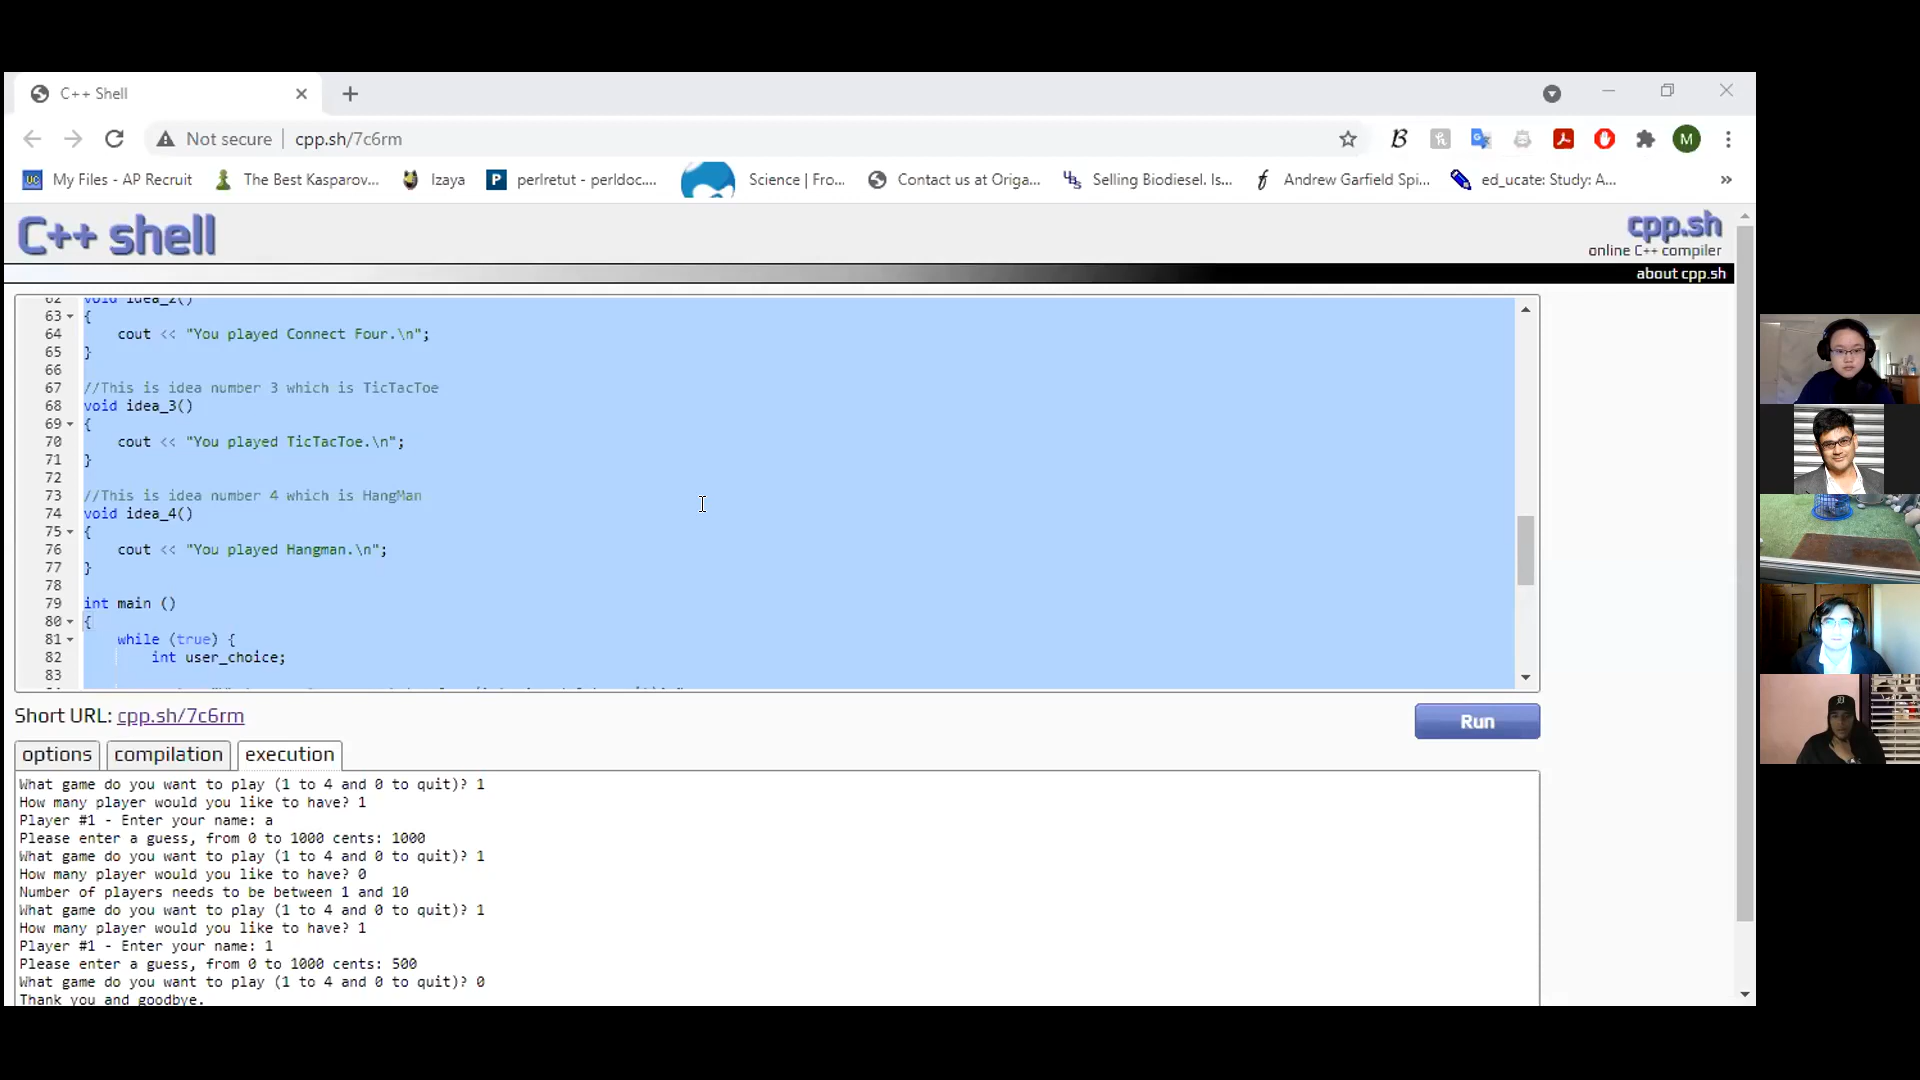 C++ Shell
Not secure
cpp.sh/7c6rm
M
UC
My Files - AP Recruit
The Best Kasparov...
Izaya
P
perlretut - perldoc....
Science | Fro...
Contact us at Origa...
Selling Biodiesel. Is...
Andrew Garfield Spi...
ed_ucate: Study: A...
»
C++ shell
cpp.sh
online C++ compiler
about cpp.sh
62 void idea_2()
63 {
64 cout << "You played Connect Four.\n";
65 }
66
67 //This is idea number 3 which is TicTacToe
68 void idea_3()
69 {
70 cout << "You played TicTacToe.\n";
71 }
72
73 //This is idea number 4 which is HangMan
74 void idea_4()
75 {
76 cout << "You played Hangman.\n";
77 }
78
79 int main ()
80 {
81 while (true) {
82 int user_choice;
83
Short URL: cpp.sh/7c6rm
Run
options
compilation
execution
What game do you want to play (1 to 4 and 0 to quit)? 1
How many player would you like to have? 1
Player #1 - Enter your name: a
Please enter a guess, from 0 to 1000 cents: 1000
What game do you want to play (1 to 4 and 0 to quit)? 1
How many player would you like to have? 0
Number of players needs to be between 1 and 10
What game do you want to play (1 to 4 and 0 to quit)? 1
How many player would you like to have? 1
Player #1 - Enter your name: 1
Please enter a guess, from 0 to 1000 cents: 500
What game do you want to play (1 to 4 and 0 to quit)? 0
Thank you and goodbye.